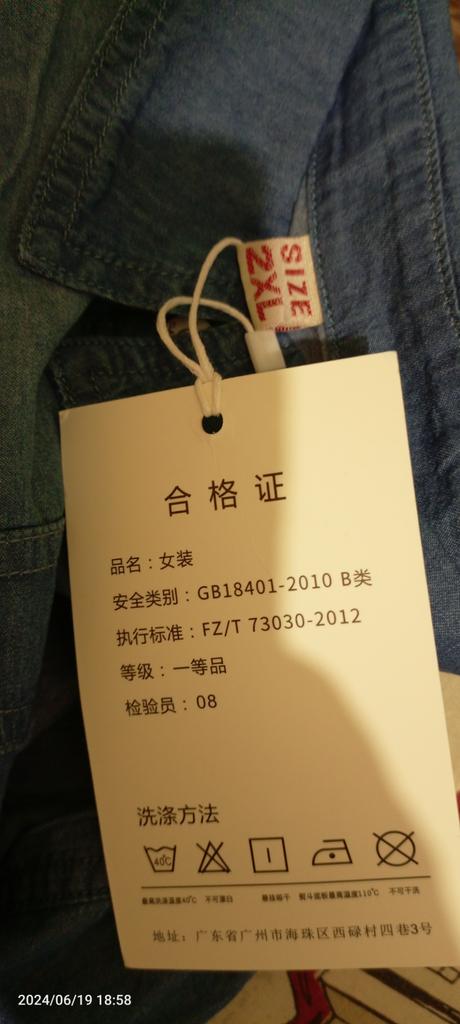 SIZE
2XL
合格证
品名：女装
安全类别：GB18401-2010 B类
执行标准：FZ/T 73030-2012
等级：一等品
检验员：08
洗涤方法
40℃
最高洗涤温度40℃ 不可漂白 悬挂晾干 熨斗底板最高温度110℃ 不可干洗
地址：广东省广州市海珠区西碌村四巷3号
2024/06/19 18:58